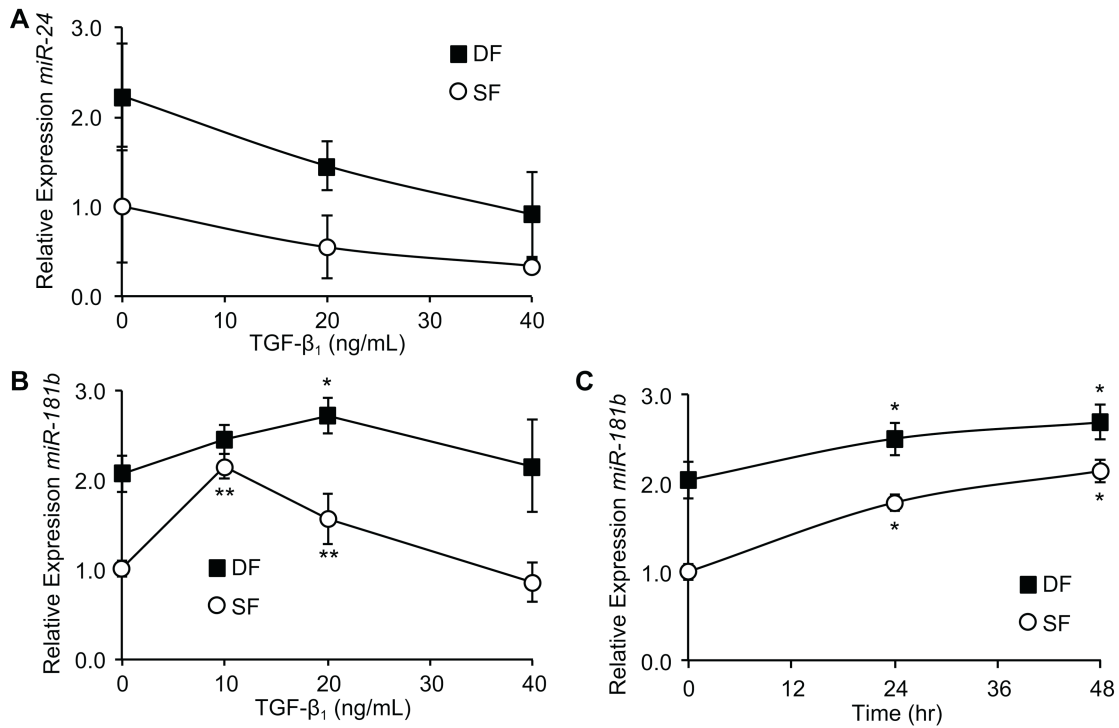 A
Relative Expression miR-24
3.0
2.0
1.0
0.0
DF
SF
0 10 20 30 40
TGF-β₁ (ng/mL)
B
Relative Expresison miR-181b
3.0
2.0
1.0
0.0
*
**
**
DF
SF
0 10 20 30 40
TGF-β₁ (ng/mL)
C
Relative Expression miR-181b
3.0
2.0
1.0
0.0
*
*
*
*
DF
SF
0 12 24 36 48
Time (hr)